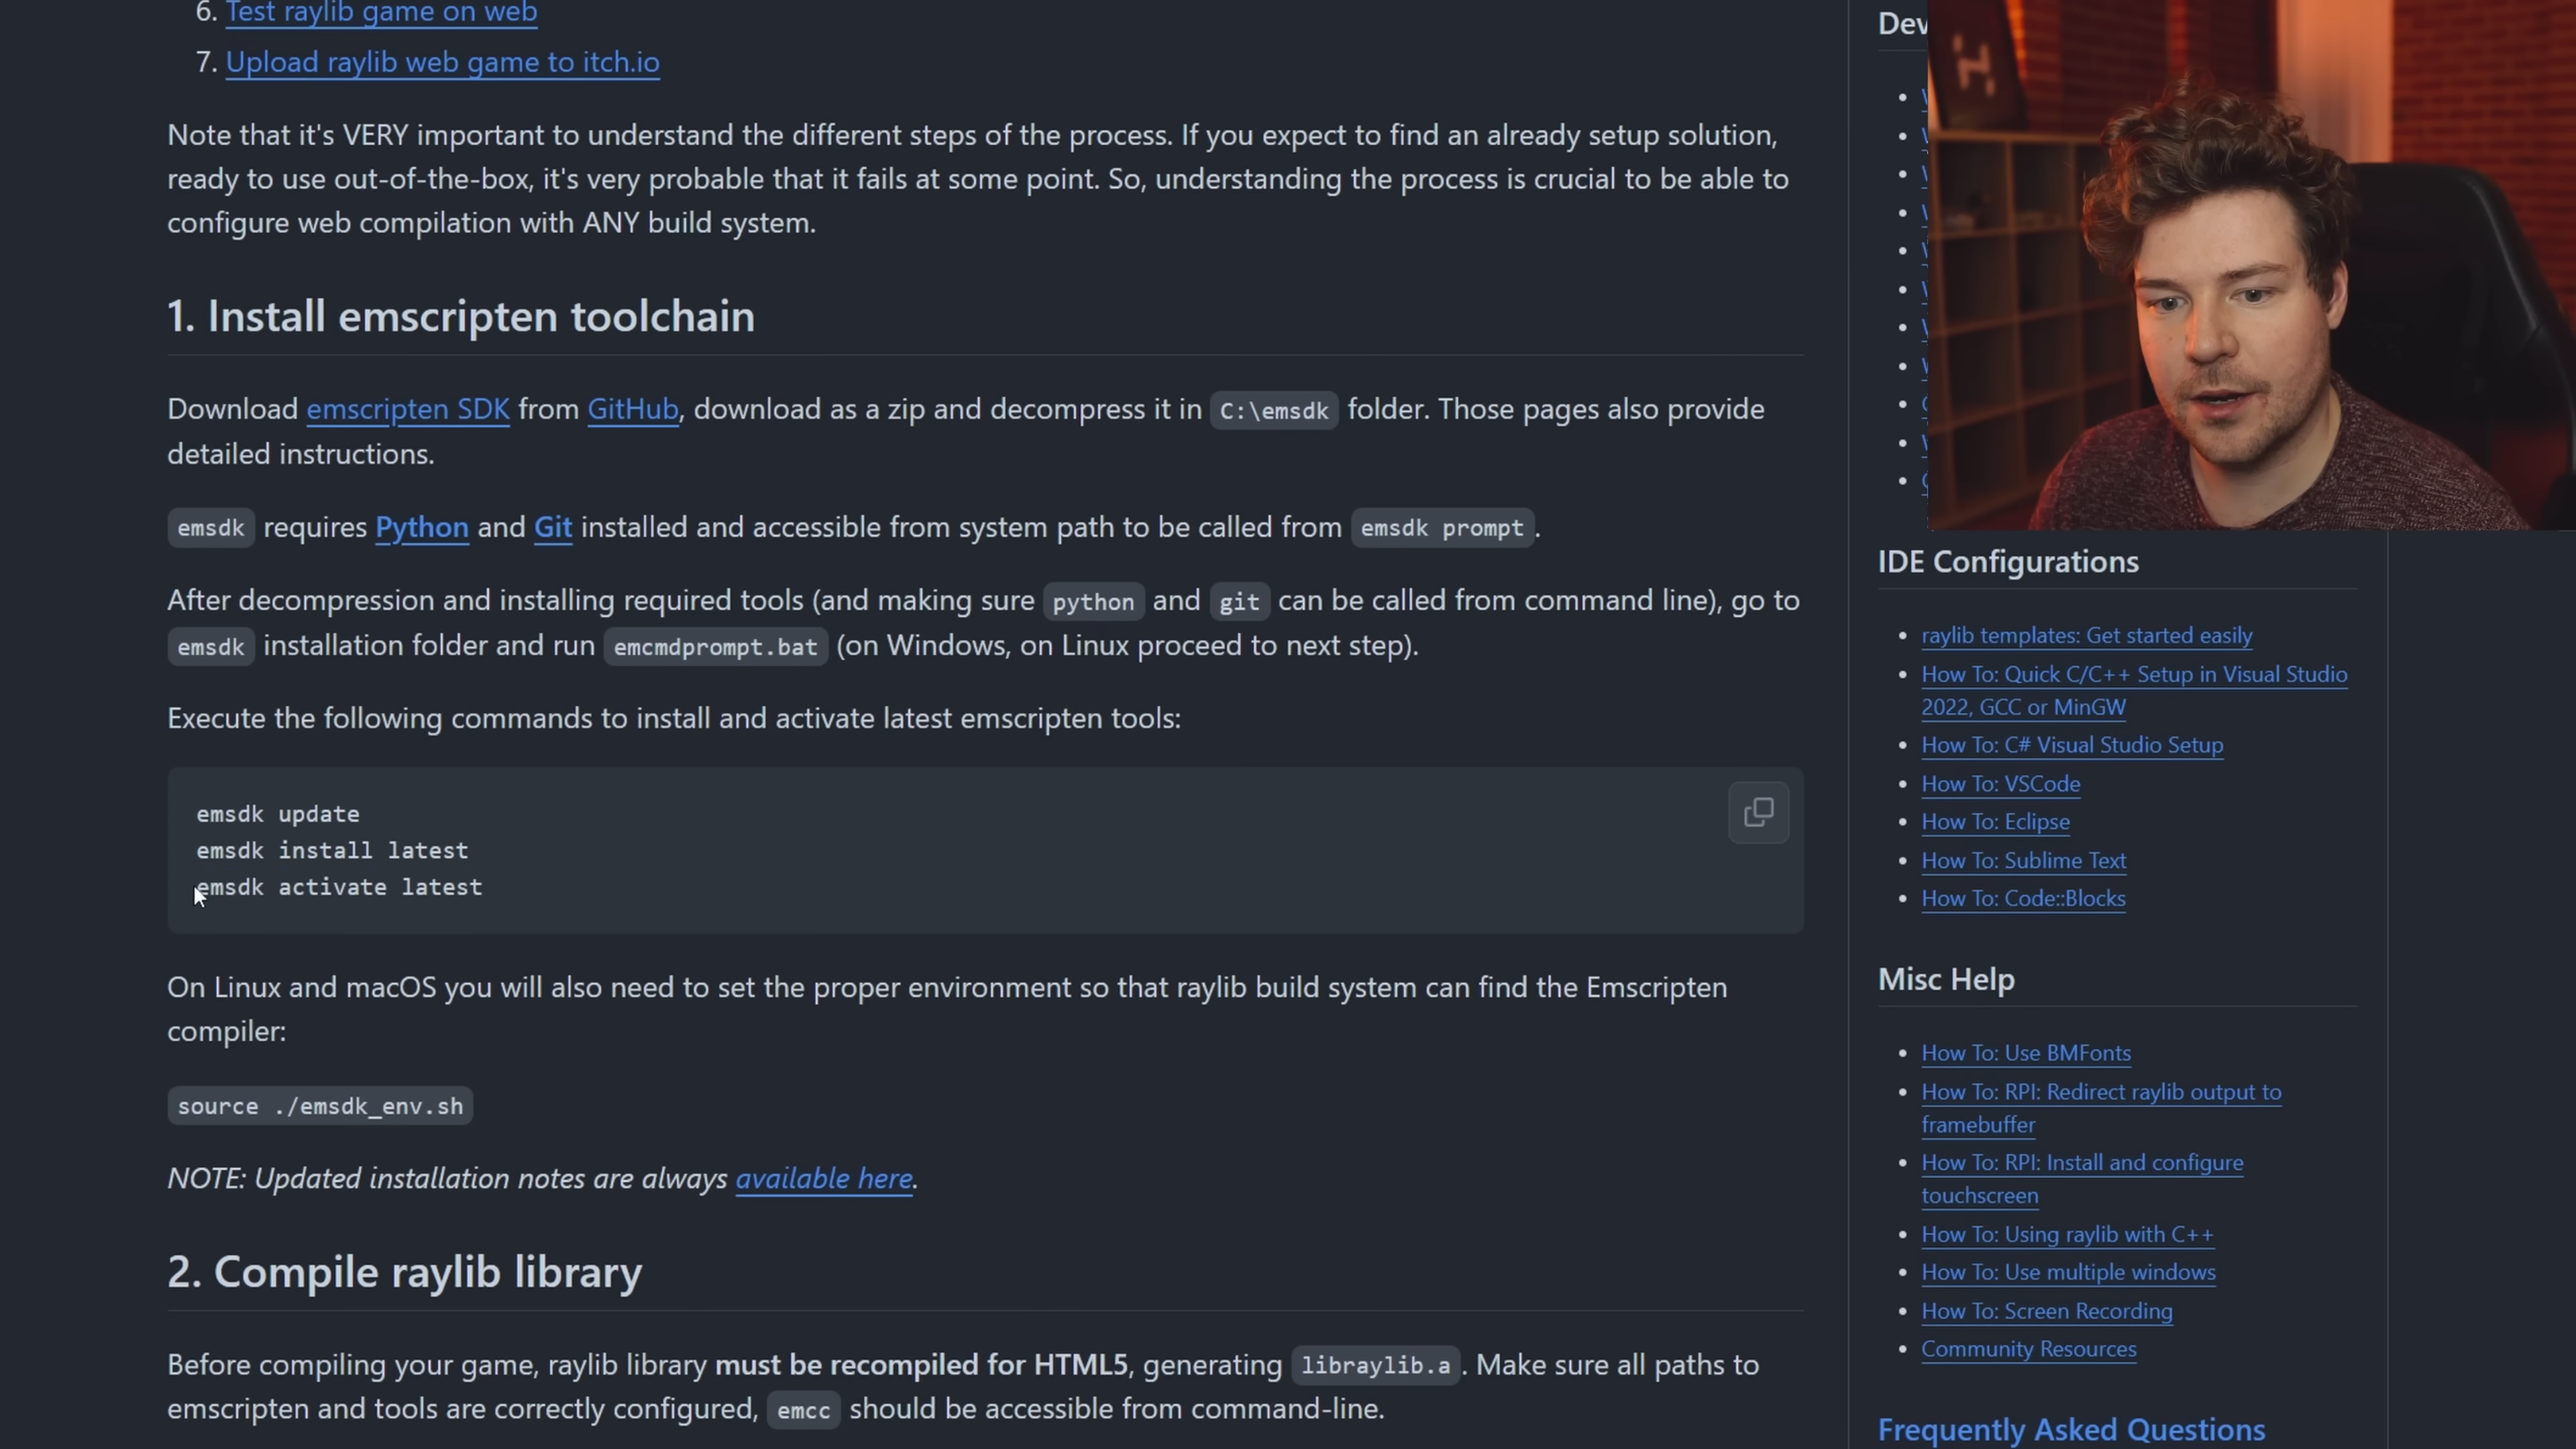 6. Test raylib game on web
7. Upload raylib web game to itch.io
Note that it's VERY important to understand the different steps of the process. If you expect to find an already setup solution,
ready to use out-of-the-box, it's very probable that it fails at some point. So, understanding the process is crucial to be able to
configure web compilation with ANY build system.
1. Install emscripten toolchain
Download emscripten SDK from GitHub, download as a zip and decompress it in C:\emsdk folder. Those pages also provide
detailed instructions.
emsdk requires Python and Git installed and accessible from system path to be called from emsdk prompt.
After decompression and installing required tools (and making sure python and git can be called from command line), go to
emsdk installation folder and run emcmdprompt.bat (on Windows, on Linux proceed to next step).
Execute the following commands to install and activate latest emscripten tools:
emsdk update
emsdk install latest
emsdk activate latest
On Linux and macOS you will also need to set the proper environment so that raylib build system can find the Emscripten
compiler:
source ./emsdk_env.sh
NOTE: Updated installation notes are always available here.
2. Compile raylib library
Before compiling your game, raylib library must be recompiled for HTML5, generating libraylib.a. Make sure all paths to
emscripten and tools are correctly configured, emcc should be accessible from command-line.
Dev
IDE Configurations
• raylib templates: Get started easily
• How To: Quick C/C++ Setup in Visual Studio
2022, GCC or MinGW
• How To: C# Visual Studio Setup
• How To: VSCode
• How To: Eclipse
• How To: Sublime Text
• How To: Code::Blocks
Misc Help
• How To: Use BMFonts
• How To: RPI: Redirect raylib output to
framebuffer
• How To: RPI: Install and configure
touchscreen
• How To: Using raylib with C++
• How To: Use multiple windows
• How To: Screen Recording
• Community Resources
Frequently Asked Questions